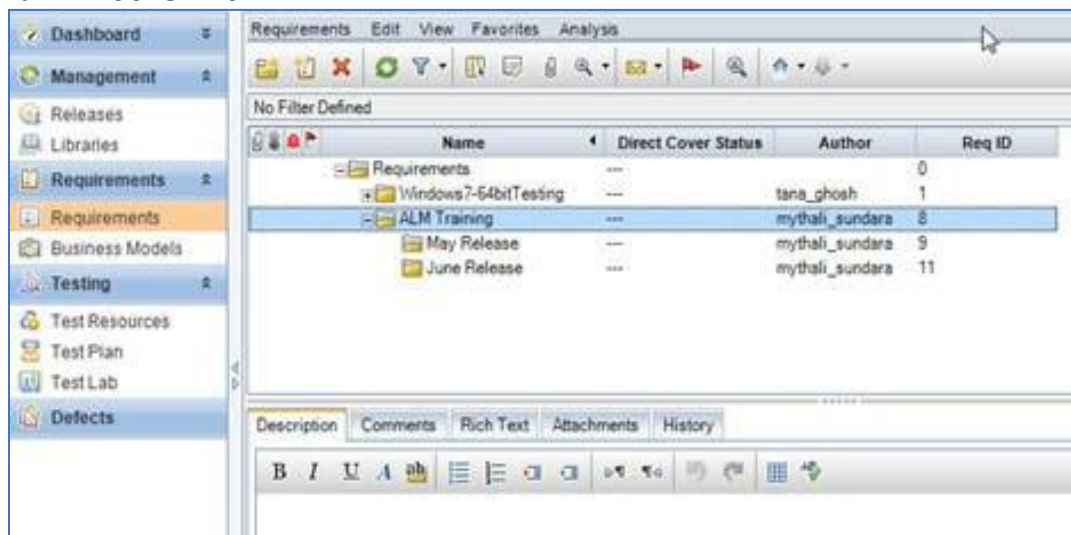 Dashboard
Management
Releases
Libraries
Requirements
Requirements
Business Models
Testing
Test Resources
Test Plan
Test Lab
Defects
Requirements Edit View Favorites Analysis
No Filter Defined
Name Direct Cover Status Author Req ID
Requirements --- 0
Windows7-64bitTesting --- tana_ghosh 1
ALM Training --- mythali_sundara 8
May Release --- mythali_sundara 9
June Release --- mythali_sundara 11
Description Comments Rich Text Attachments History
B I U A ab